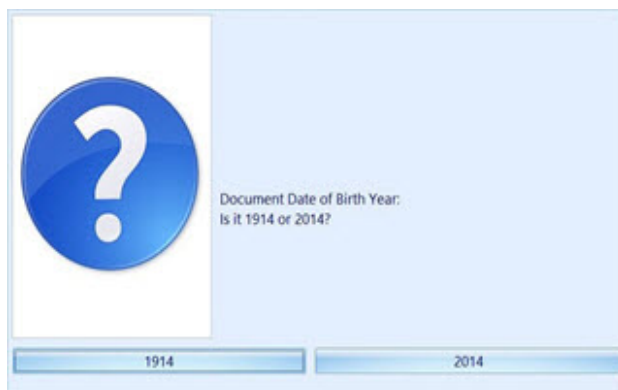 ?
Document Date of Birth Year:
Is it 1914 or 2014?
1914
2014